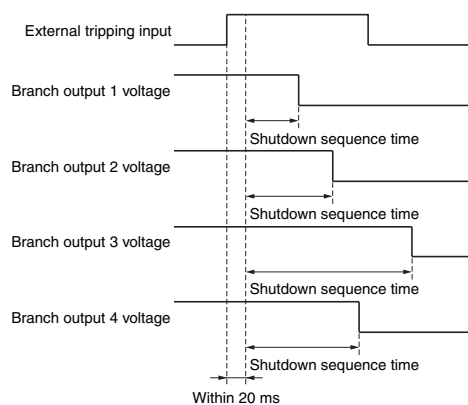 External tripping input
Branch output 1 voltage
Shutdown sequence time
Branch output 2 voltage
Shutdown sequence time
Branch output 3 voltage
Shutdown sequence time
Branch output 4 voltage
Shutdown sequence time
Within 20 ms